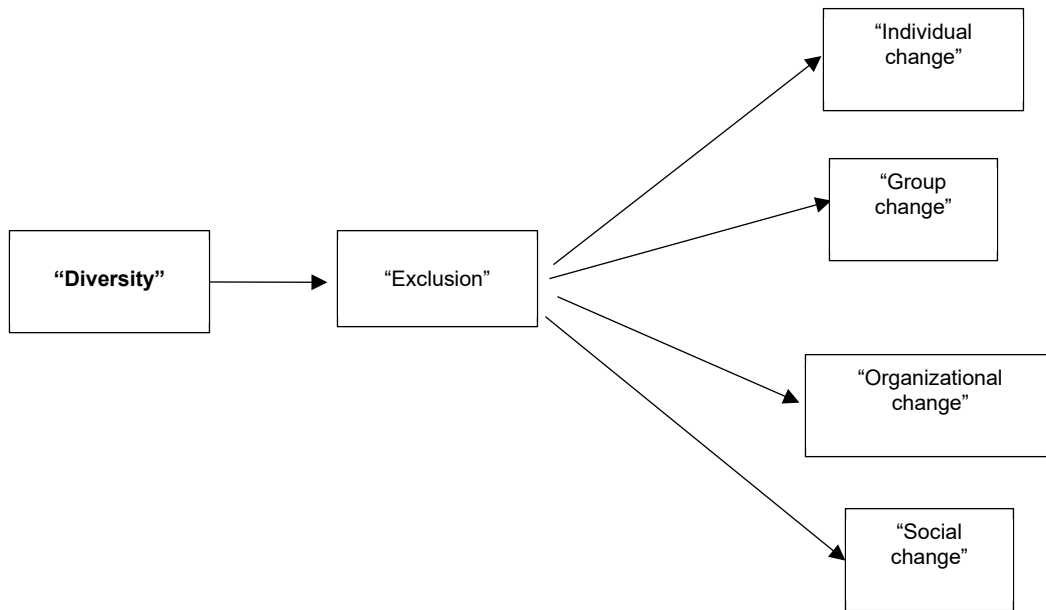 “Individual
change”
“Group
change”
“Diversity”
“Exclusion”
“Organizational
change”
“Social
change”